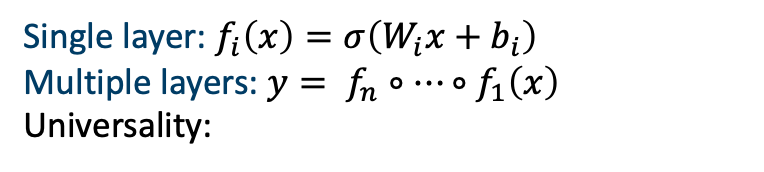 Single layer: 𝑓ᵢ(𝑥) = 𝜎(𝑊ᵢ𝑥 + 𝑏ᵢ)
Multiple layers: 𝑦 = 𝑓ₙ ∘ ⋯ ∘ 𝑓₁(𝑥)
Universality: